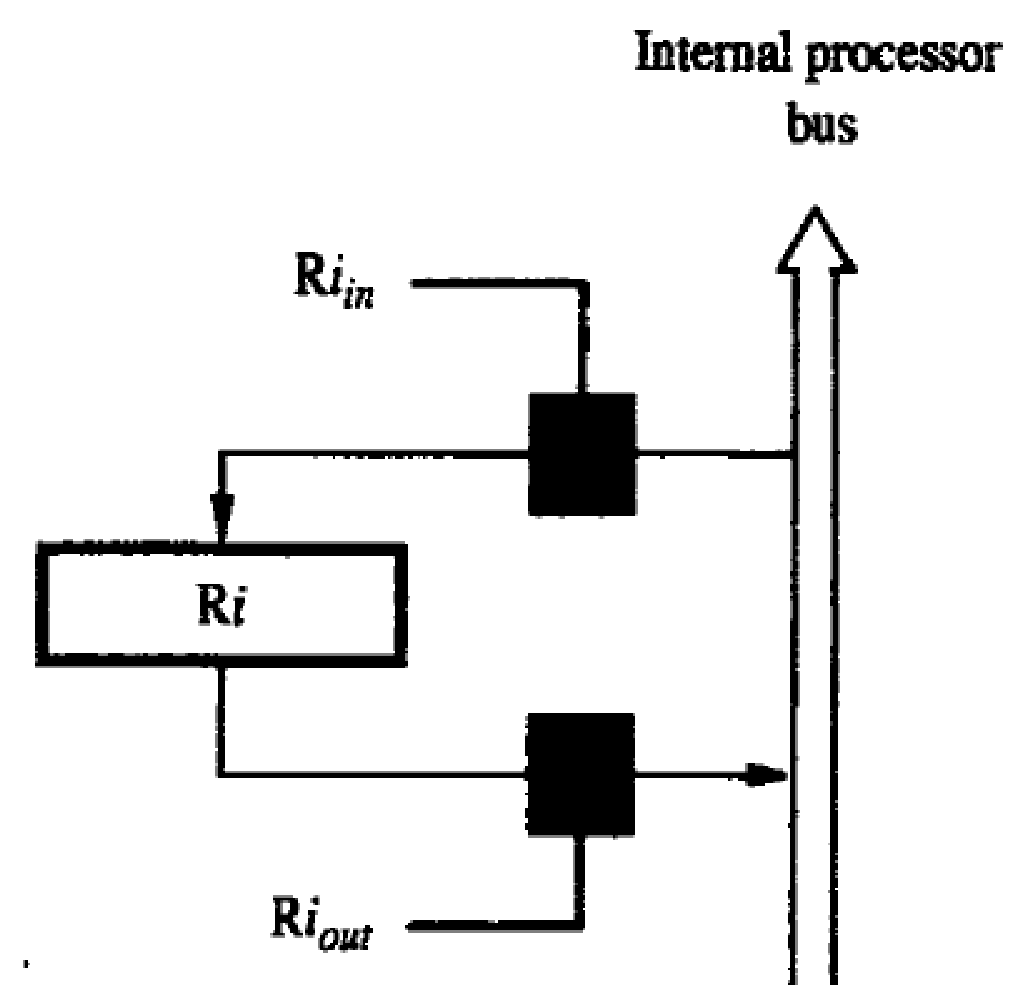 Internal processor
bus
Ri_in
Ri
Ri_out